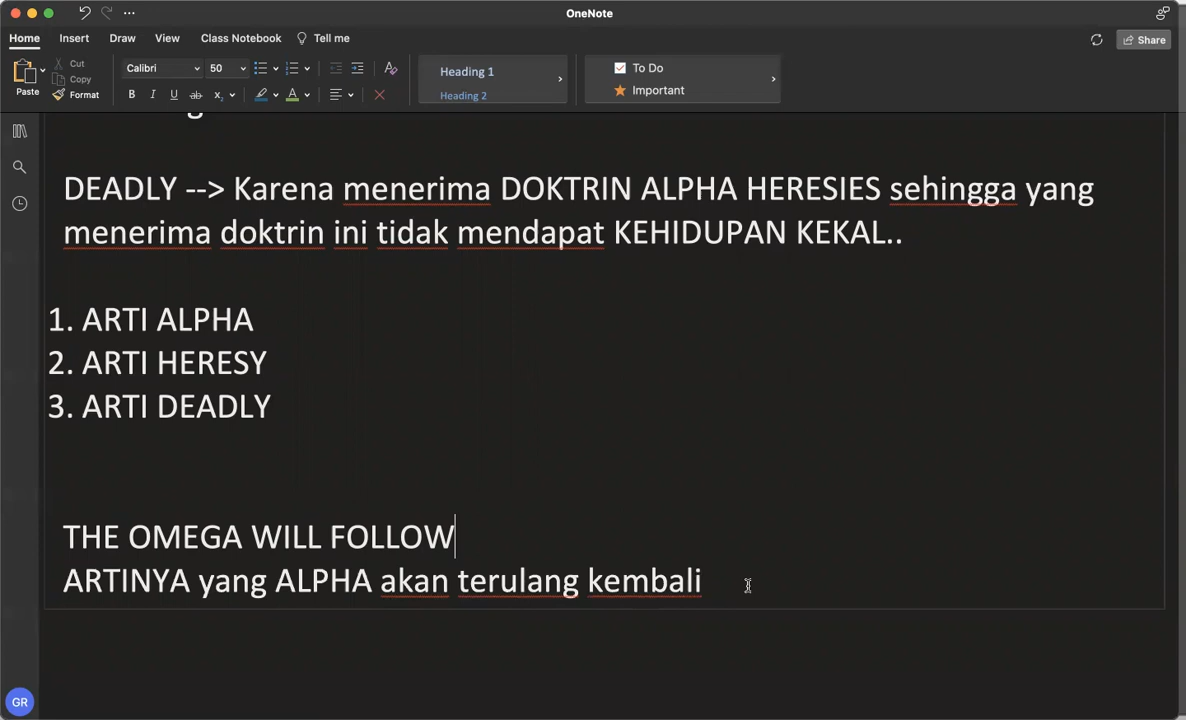 OneNote
Home Insert Draw View Class Notebook Tell me Share
Paste Cut Copy Format Calibri 50 B I U ab X A Heading 1 Heading 2 To Do Important
DEADLY --> Karena menerima DOKTRIN ALPHA HERESIES sehingga yang
menerima doktrin ini tidak mendapat KEHIDUPAN KEKAL..
1. ARTI ALPHA
2. ARTI HERESY
3. ARTI DEADLY
THE OMEGA WILL FOLLOW
ARTINYA yang ALPHA akan terulang kembali
GR